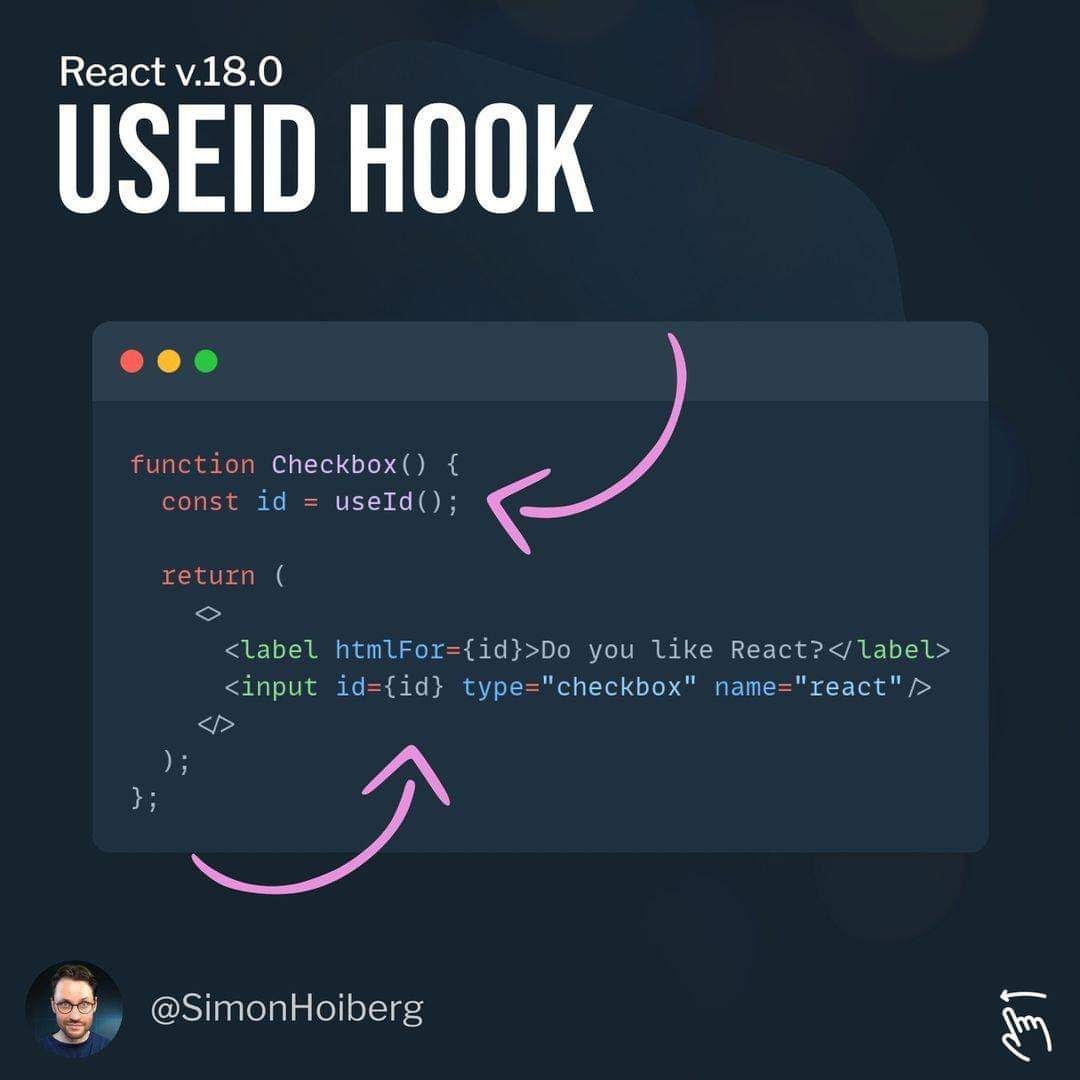 React v.18.0
USEID HOOK
function Checkbox() {
const id = useId();
return (
<>
<label htmlFor={id}>Do you like React?</label>
<input id={id} type="checkbox" name="react"/>
</>
);
};
@SimonHoiberg